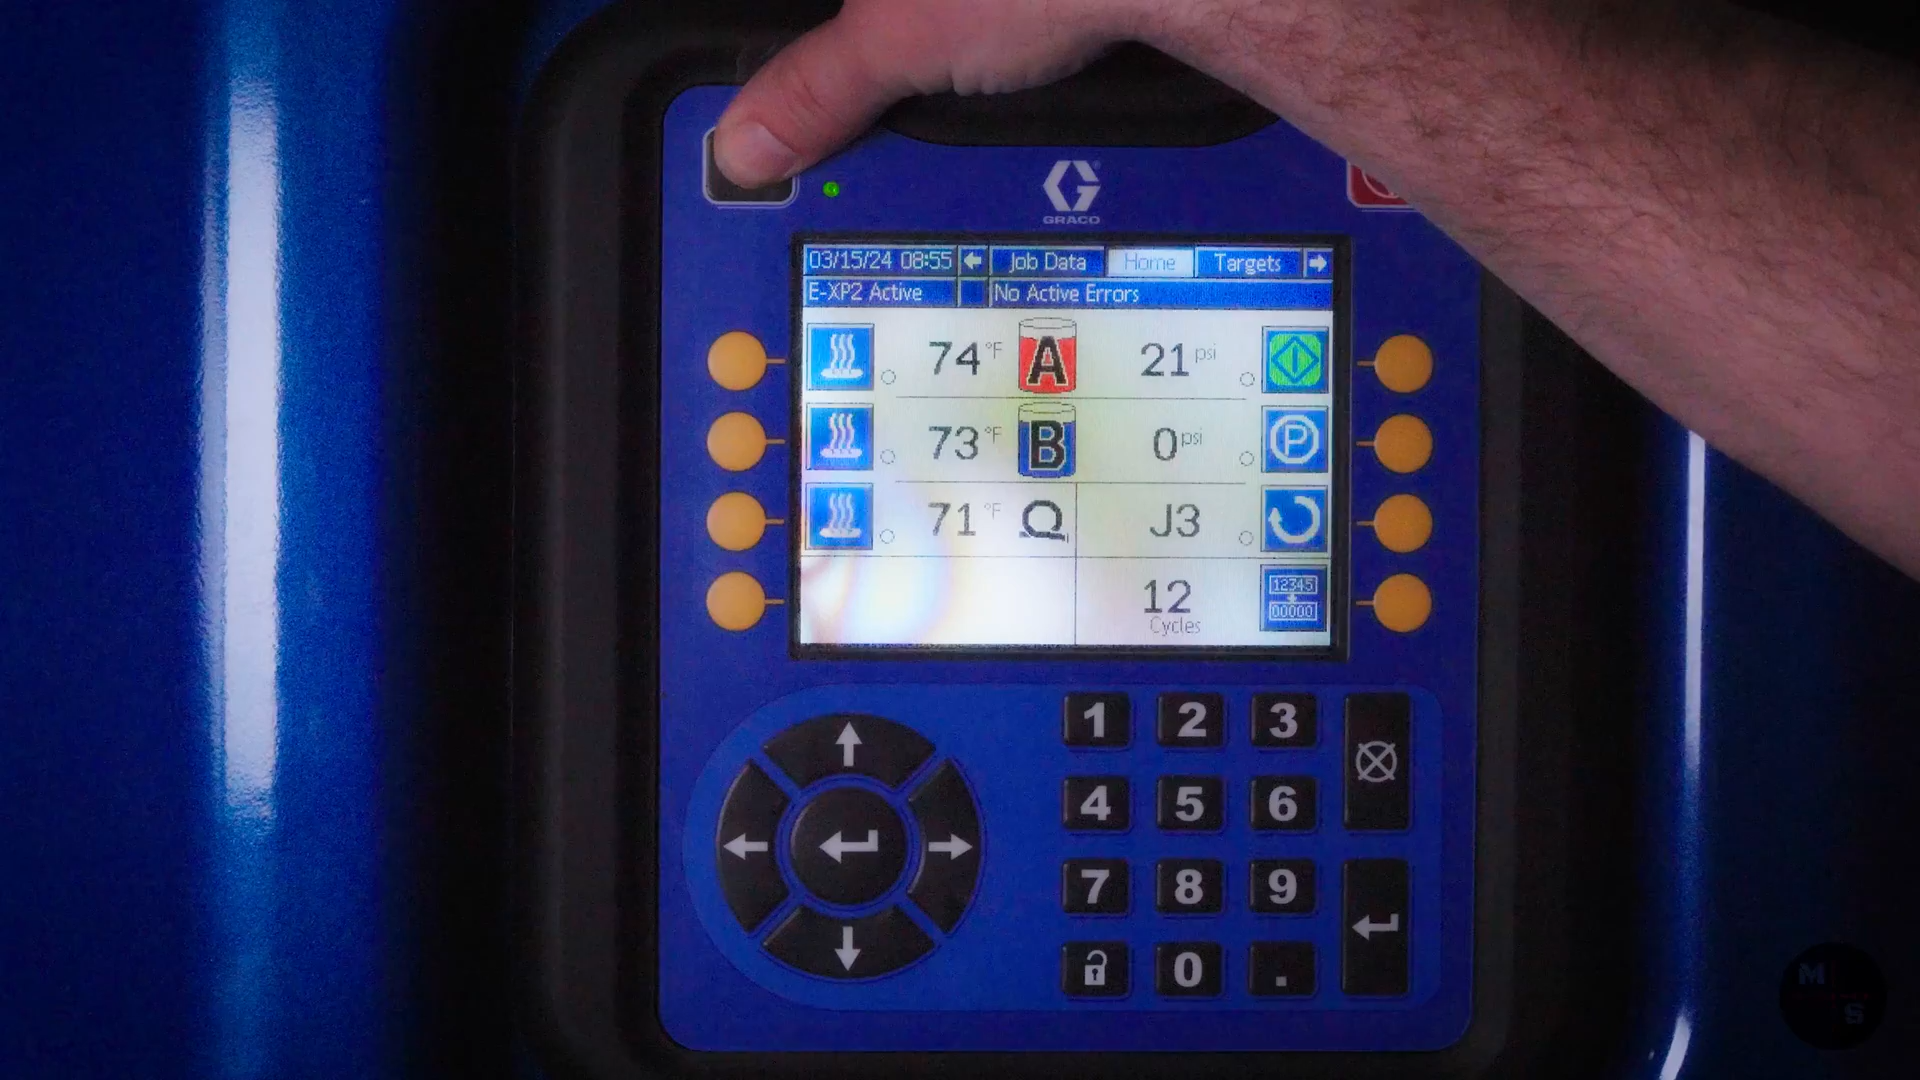 GRACO
03/15/24 08:55 Job Data Home Targets
E-XP2 Active No Active Errors
74 °F A 21 psi
73 °F B 0 psi
P
71 °F J3
12345
00000
12
Cycles
1 2 3
4 5 6
7 8 9
0 .
M
S